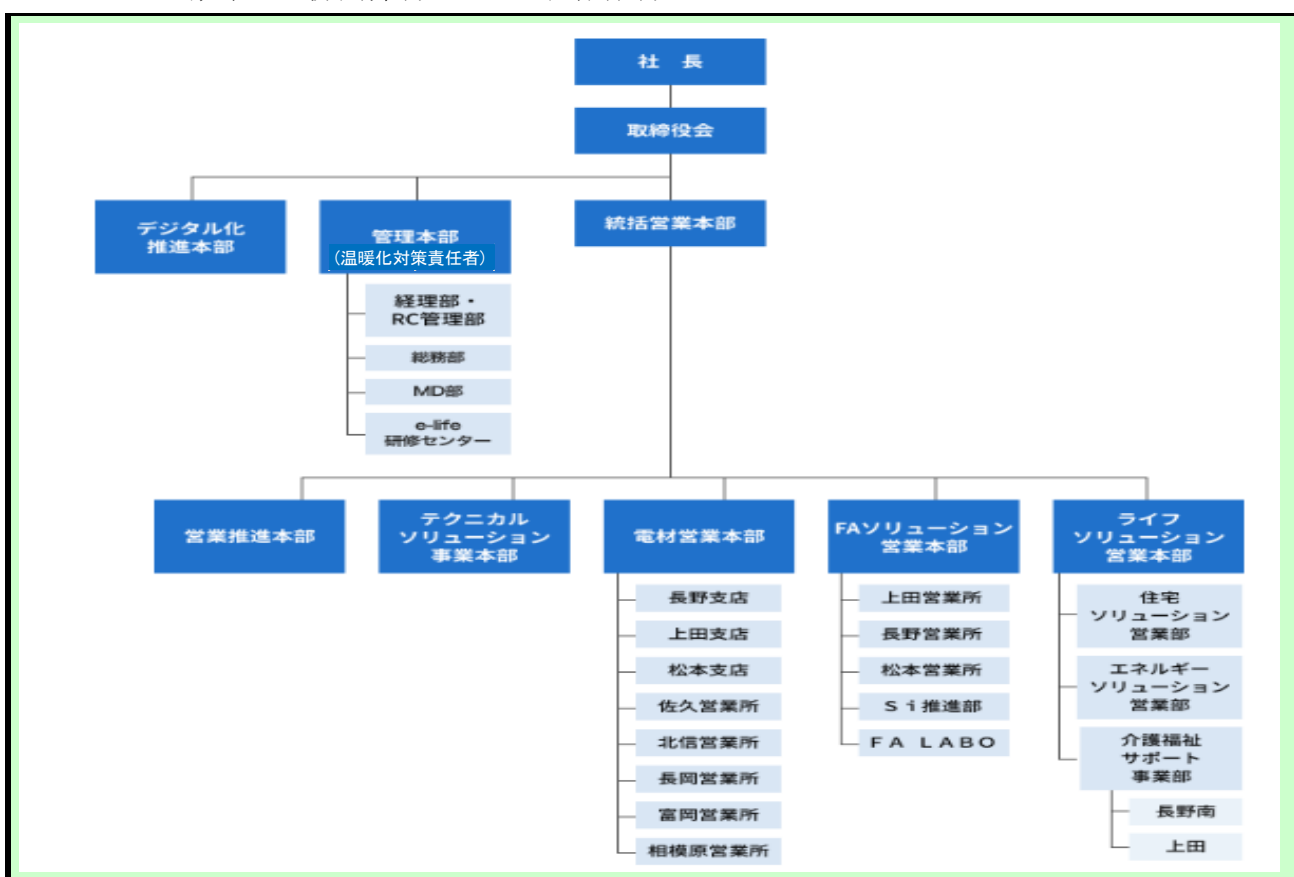 社 長
取締役会
デジタル化
推進本部
管理本部
(温暖化対策責任者)
統括営業本部
経理部・
RC管理部
総務部
MD部
e-life
研修センター
営業推進本部
テクニカル
ソリューション
事業本部
電材営業本部
FAソリューション
営業本部
ライフ
ソリューション
営業本部
長野支店
上田支店
松本支店
佐久営業所
北信営業所
長岡営業所
富岡営業所
相模原営業所
上田営業所
長野営業所
松本営業所
Si推進部
FA LABO
住宅
ソリューション
営業部
エネルギー
ソリューション
営業部
介護福祉
サポート
事業部
長野南
上田